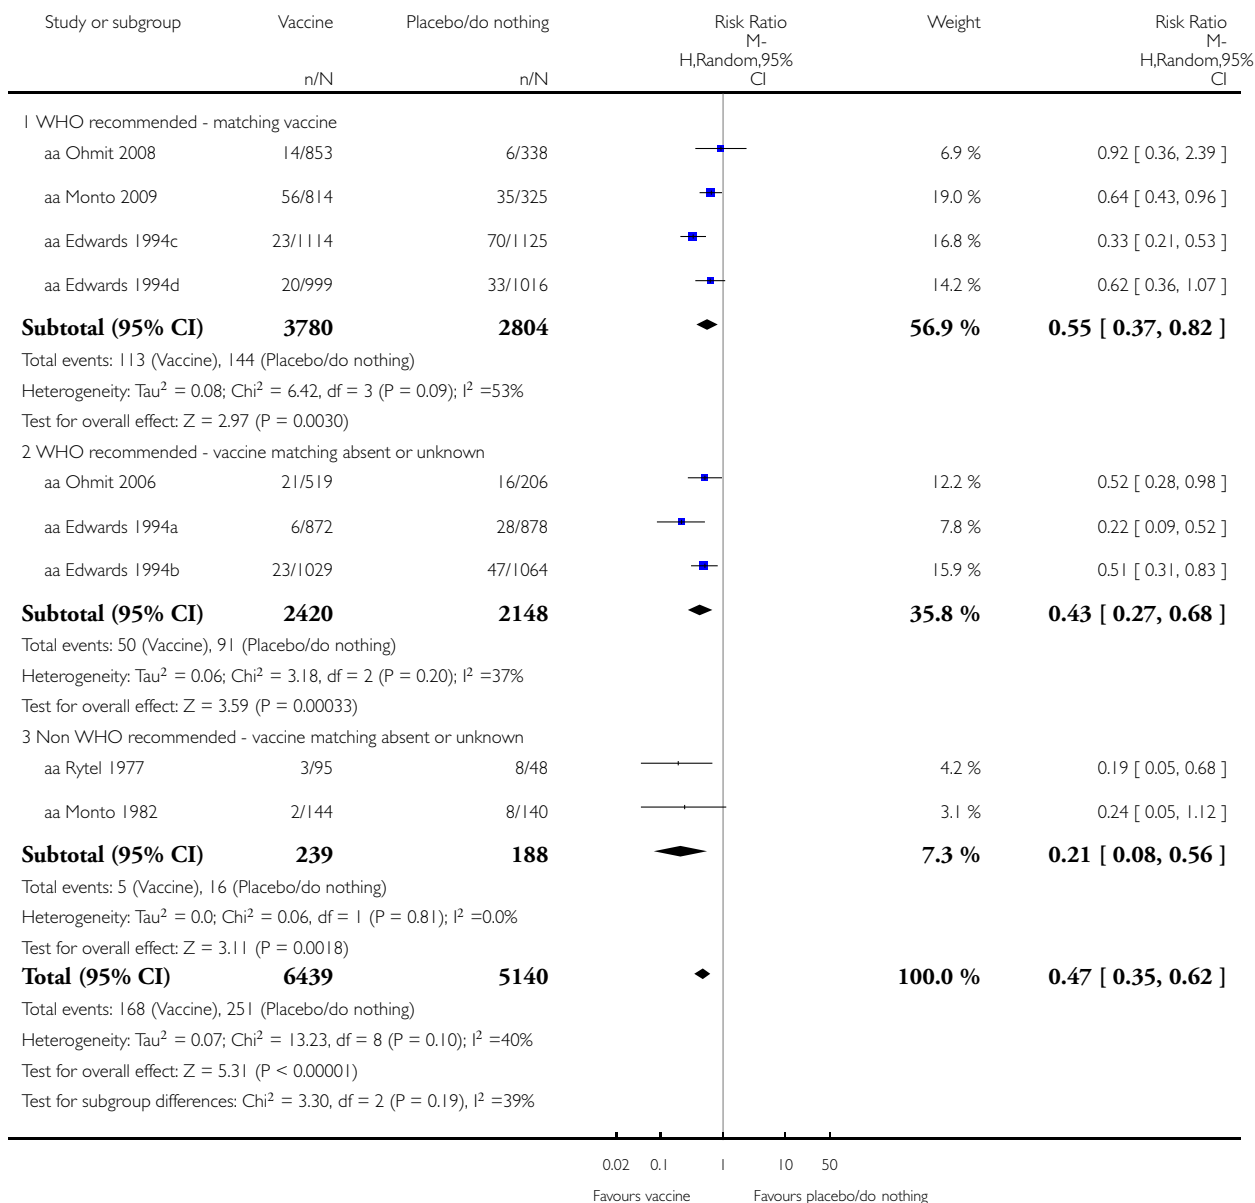 Study or subgroup Vaccine Placebo/do nothing Risk Ratio Weight Risk Ratio
M- M-
H,Random,95% H,Random,95%
n/N n/N CI CI
1 WHO recommended - matching vaccine
aa Ohmit 2008 14/853 6/338 6.9 % 0.92 [ 0.36, 2.39 ]
aa Monto 2009 56/814 35/325 19.0 % 0.64 [ 0.43, 0.96 ]
aa Edwards 1994c 23/1114 70/1125 16.8 % 0.33 [ 0.21, 0.53 ]
aa Edwards 1994d 20/999 33/1016 14.2 % 0.62 [ 0.36, 1.07 ]
Subtotal (95% CI) 3780 2804 56.9 % 0.55 [ 0.37, 0.82 ]
Total events: 113 (Vaccine), 144 (Placebo/do nothing)
Heterogeneity: Tau² = 0.08; Chi² = 6.42, df = 3 (P = 0.09); I² =53%
Test for overall effect: Z = 2.97 (P = 0.0030)
2 WHO recommended - vaccine matching absent or unknown
aa Ohmit 2006 21/519 16/206 12.2 % 0.52 [ 0.28, 0.98 ]
aa Edwards 1994a 6/872 28/878 7.8 % 0.22 [ 0.09, 0.52 ]
aa Edwards 1994b 23/1029 47/1064 15.9 % 0.51 [ 0.31, 0.83 ]
Subtotal (95% CI) 2420 2148 35.8 % 0.43 [ 0.27, 0.68 ]
Total events: 50 (Vaccine), 91 (Placebo/do nothing)
Heterogeneity: Tau² = 0.06; Chi² = 3.18, df = 2 (P = 0.20); I² =37%
Test for overall effect: Z = 3.59 (P = 0.00033)
3 Non WHO recommended - vaccine matching absent or unknown
aa Rytel 1977 3/95 8/48 4.2 % 0.19 [ 0.05, 0.68 ]
aa Monto 1982 2/144 8/140 3.1 % 0.24 [ 0.05, 1.12 ]
Subtotal (95% CI) 239 188 7.3 % 0.21 [ 0.08, 0.56 ]
Total events: 5 (Vaccine), 16 (Placebo/do nothing)
Heterogeneity: Tau² = 0.0; Chi² = 0.06, df = 1 (P = 0.81); I² =0.0%
Test for overall effect: Z = 3.11 (P = 0.0018)
Total (95% CI) 6439 5140 100.0 % 0.47 [ 0.35, 0.62 ]
Total events: 168 (Vaccine), 251 (Placebo/do nothing)
Heterogeneity: Tau² = 0.07; Chi² = 13.23, df = 8 (P = 0.10); I² =40%
Test for overall effect: Z = 5.31 (P < 0.00001)
Test for subgroup differences: Chi² = 3.30, df = 2 (P = 0.19), I² =39%
0.02 0.1 1 10 50
Favours vaccine Favours placebo/do nothing